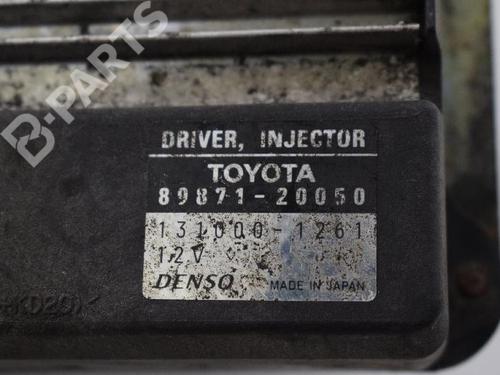 B-PARTS
DRIVER, INJECTOR
TOYOTA
89871-20050
131000-1261
12V
DENSO MADE IN JAPAN